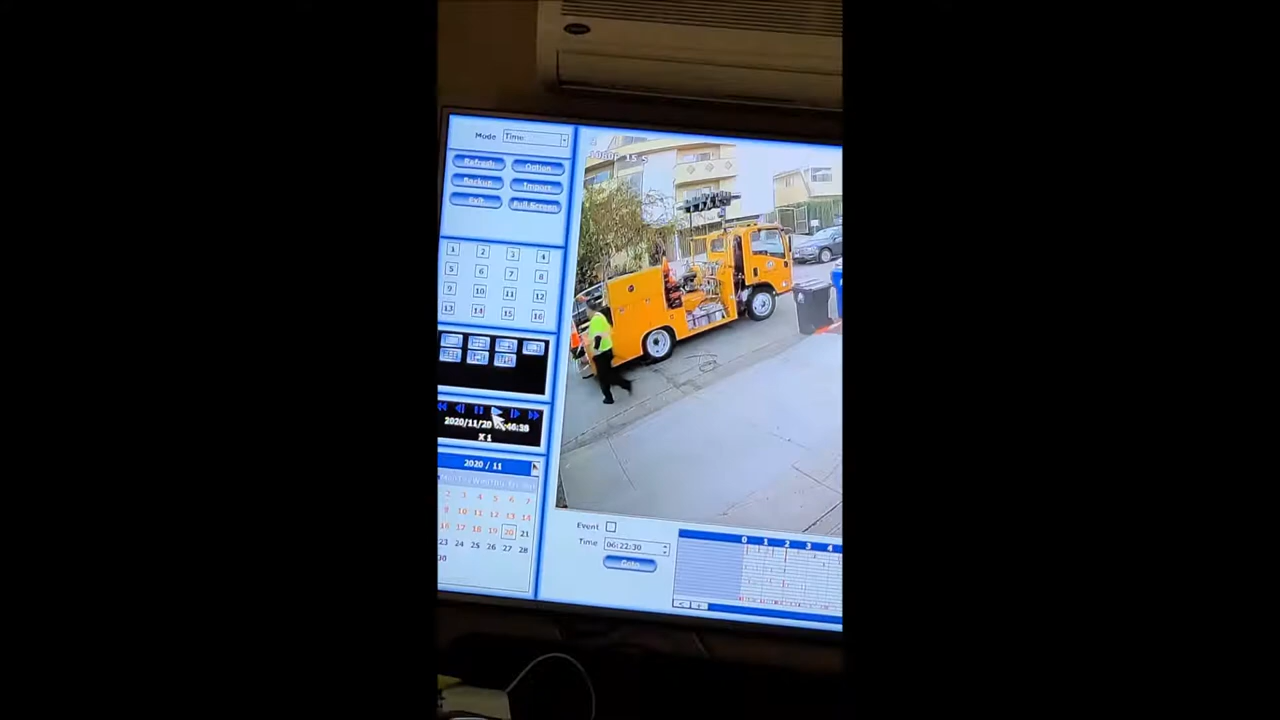 Mode Time
Refresh Option
Backup Import
Exit Full Screen
1 2 3 4
5 6 7 8
9 10 11 12
13 14 15 16
X 1
2020 / 11
2 3 4 5 6 7
9 10 11 12 13 14
16 17 18 19 20 21
23 24 25 26 27 28
Event
Time 06:22:30
Goto
0 1 2 3 4